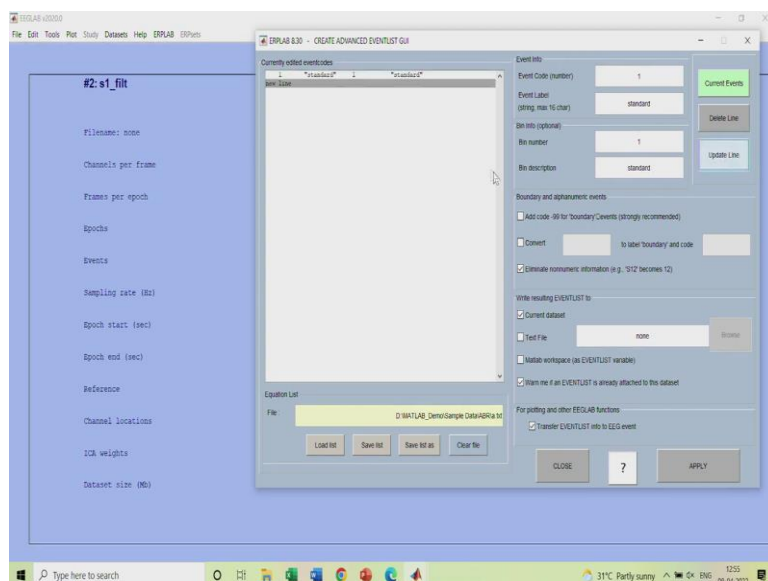 EEGLAB v2020.0
File Edit Tools Plot Study Datasets Help ERPLAB ERPsets
#2: s1_filt
Filename: none
Channels per frame
Frames per epoch
Epochs
Events
Sampling rate (Hz)
Epoch start (sec)
Epoch end (sec)
Reference
Channel locations
ICA weights
Dataset size (Mb)
ERPLAB 8.30 - CREATE ADVANCED EVENTLIST GUI
Currently edited eventcodes
1 "standard" 1 "standard"
new line
Equation List
File D:\MATLAB_Demo\Sample Data\ABR\a.txt
Load list Save list Save list as Clear file
Event Info
Event Code (number) 1
Event Label
(string, max 16 char) standard
Bin Info (optional)
Bin number 1
Bin description standard
Current Events
Delete Line
Update Line
Boundary and alphanumeric events
Add code -99 for 'boundary' events (strongly recommended)
Convert to label 'boundary' and code
Eliminate nonnumeric information (e.g., 'S12' becomes 12)
Write resulting EVENTLIST to
Current dataset
Text File none Browse
Matlab workspace (as EVENTLIST variable)
Warn me if an EVENTLIST is already attached to this dataset
For plotting and other EEGLAB functions
Transfer EVENTLIST info to EEG event
CLOSE ? APPLY
Type here to search
31°C Partly sunny ENG 12:55